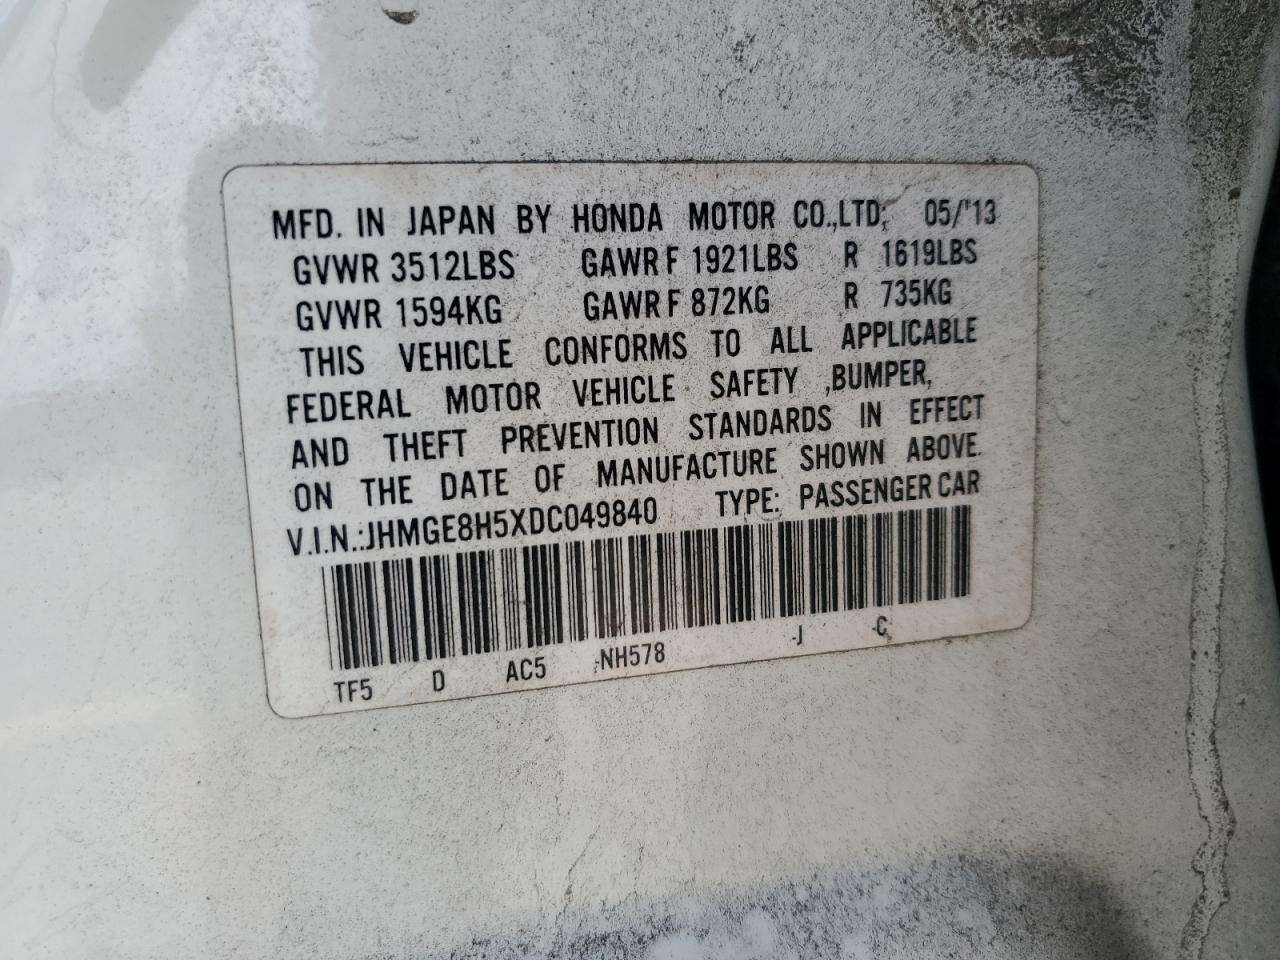 MFD. IN JAPAN BY HONDA MOTOR CO.,LTD; 05/'13
GVWR 3512LBS GAWR F 1921LBS R 1619LBS
GVWR 1594KG GAWR F 872KG R 735KG
THIS VEHICLE CONFORMS TO ALL APPLICABLE
FEDERAL MOTOR VEHICLE SAFETY ,BUMPER,
AND THEFT PREVENTION STANDARDS IN EFFECT
ON THE DATE OF MANUFACTURE SHOWN ABOVE.
V.I.N.:JHMGE8H5XDC049840 TYPE: PASSENGER CAR
TF5 D AC5 -NH578 -J -C